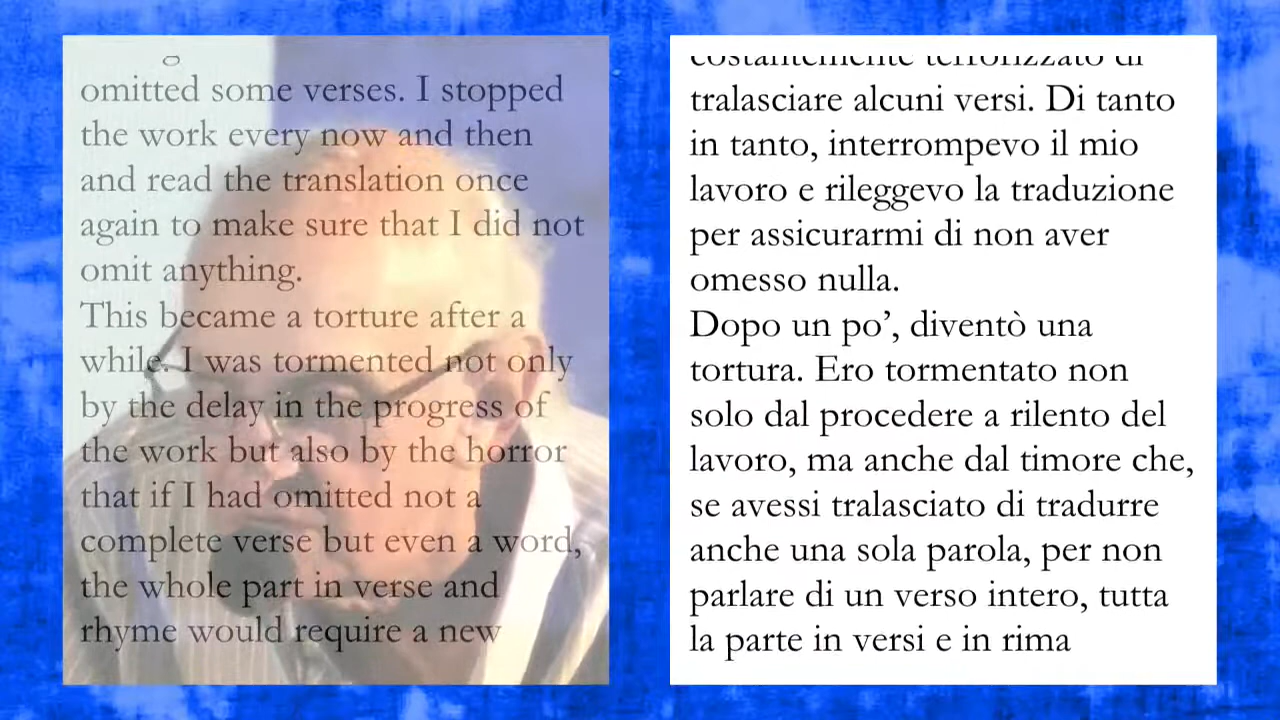 omitted some verses. I stopped
the work every now and then
and read the translation once
again to make sure that I did not
omit anything.
This became a torture after a
while. I was tormented not only
by the delay in the progress of
the work but also by the horror
that if I had omitted not a
complete verse but even a word,
the whole part in verse and
rhyme would require a new
costantemente terrorizzato di
tralasciare alcuni versi. Di tanto
in tanto, interrompevo il mio
lavoro e rileggevo la traduzione
per assicurarmi di non aver
omesso nulla.
Dopo un po’, diventò una
tortura. Ero tormentato non
solo dal procedere a rilento del
lavoro, ma anche dal timore che,
se avessi tralasciato di tradurre
anche una sola parola, per non
parlare di un verso intero, tutta
la parte in versi e in rima